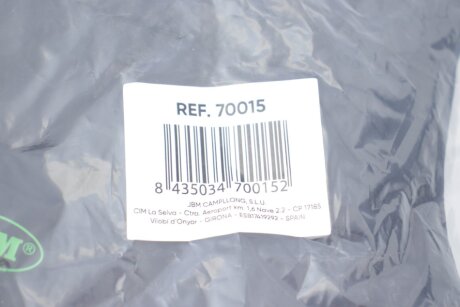 REF. 70015
8 435034 700152
JBM CAMPLLONG, S.L.U.
CIM La Selva - Ctra. Aeroport km. 1,6 Nave 2.2 - CP 17185
Vilobí d'Onyar - GIRONA - ESB17619292 - SPAIN
M